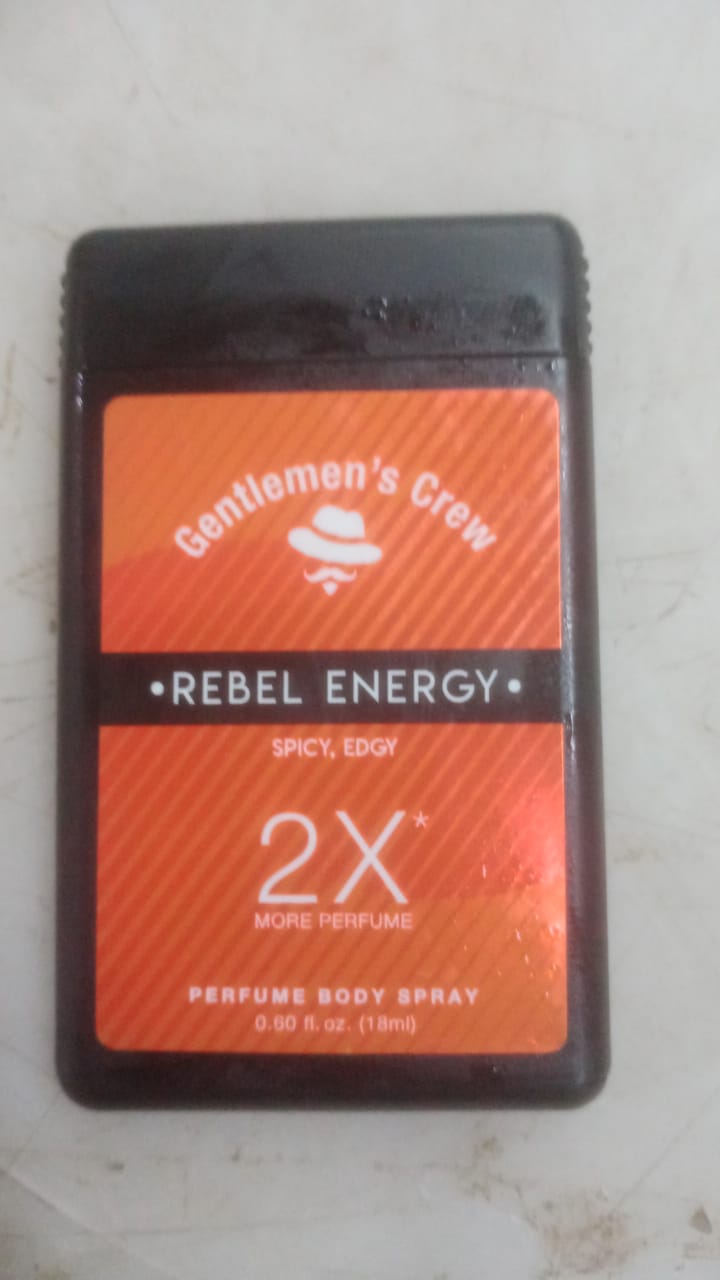 Gentlemen's Crew
•REBEL ENERGY•
SPICY, EDGY
2X*
MORE PERFUME
PERFUME BODY SPRAY
0.60 fl. oz. (18ml)